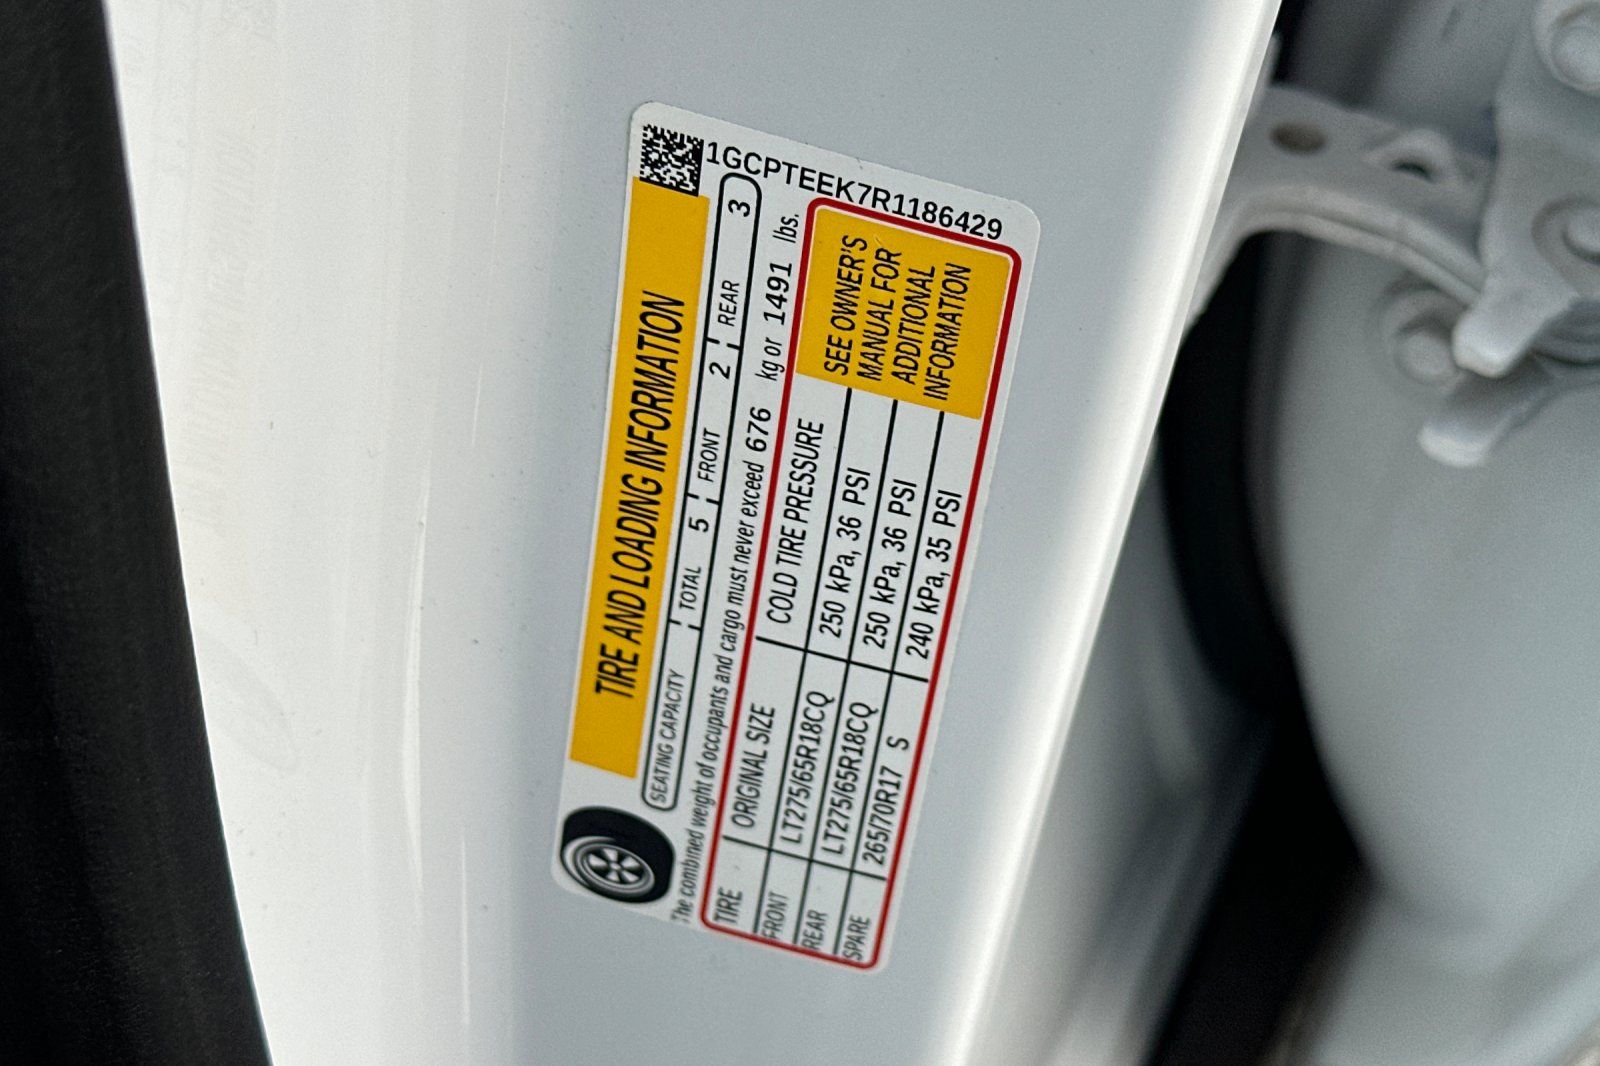 1GCPTEEK7R1186429
TIRE AND LOADING INFORMATION
SEATING CAPACITY TOTAL 5 FRONT 2 REAR 3
The combined weight of occupants and cargo must never exceed 676 kg or 1491 lbs.
TIRE ORIGINAL SIZE COLD TIRE PRESSURE
FRONT LT275/65R18CQ 250 kPa, 36 PSI
REAR LT275/65R18CQ 250 kPa, 36 PSI
SPARE 265/70R17 S 240 kPa, 35 PSI
SEE OWNER'S
MANUAL FOR
ADDITIONAL
INFORMATION